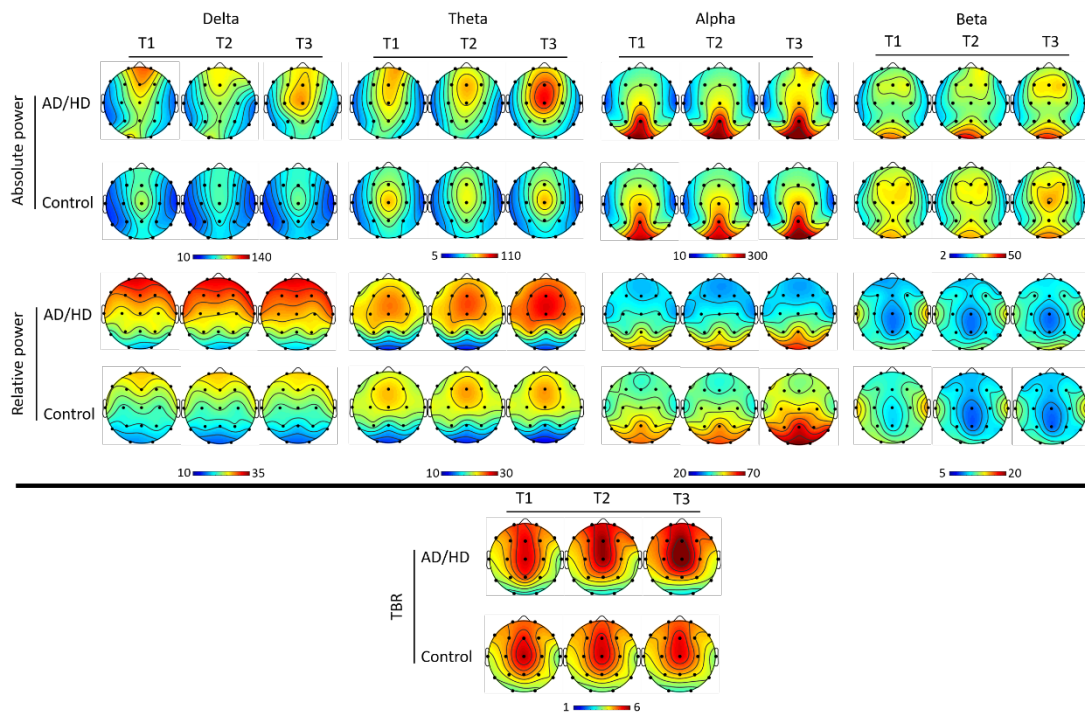 Delta Theta Alpha Beta
T1 T2 T3 T1 T2 T3 T1 T2 T3 T1 T2 T3
Absolute power
AD/HD
Control
10 140 5 110 10 300 2 50
Relative power
AD/HD
Control
10 35 10 30 20 70 5 20
T1 T2 T3
TBR
AD/HD
Control
1 6